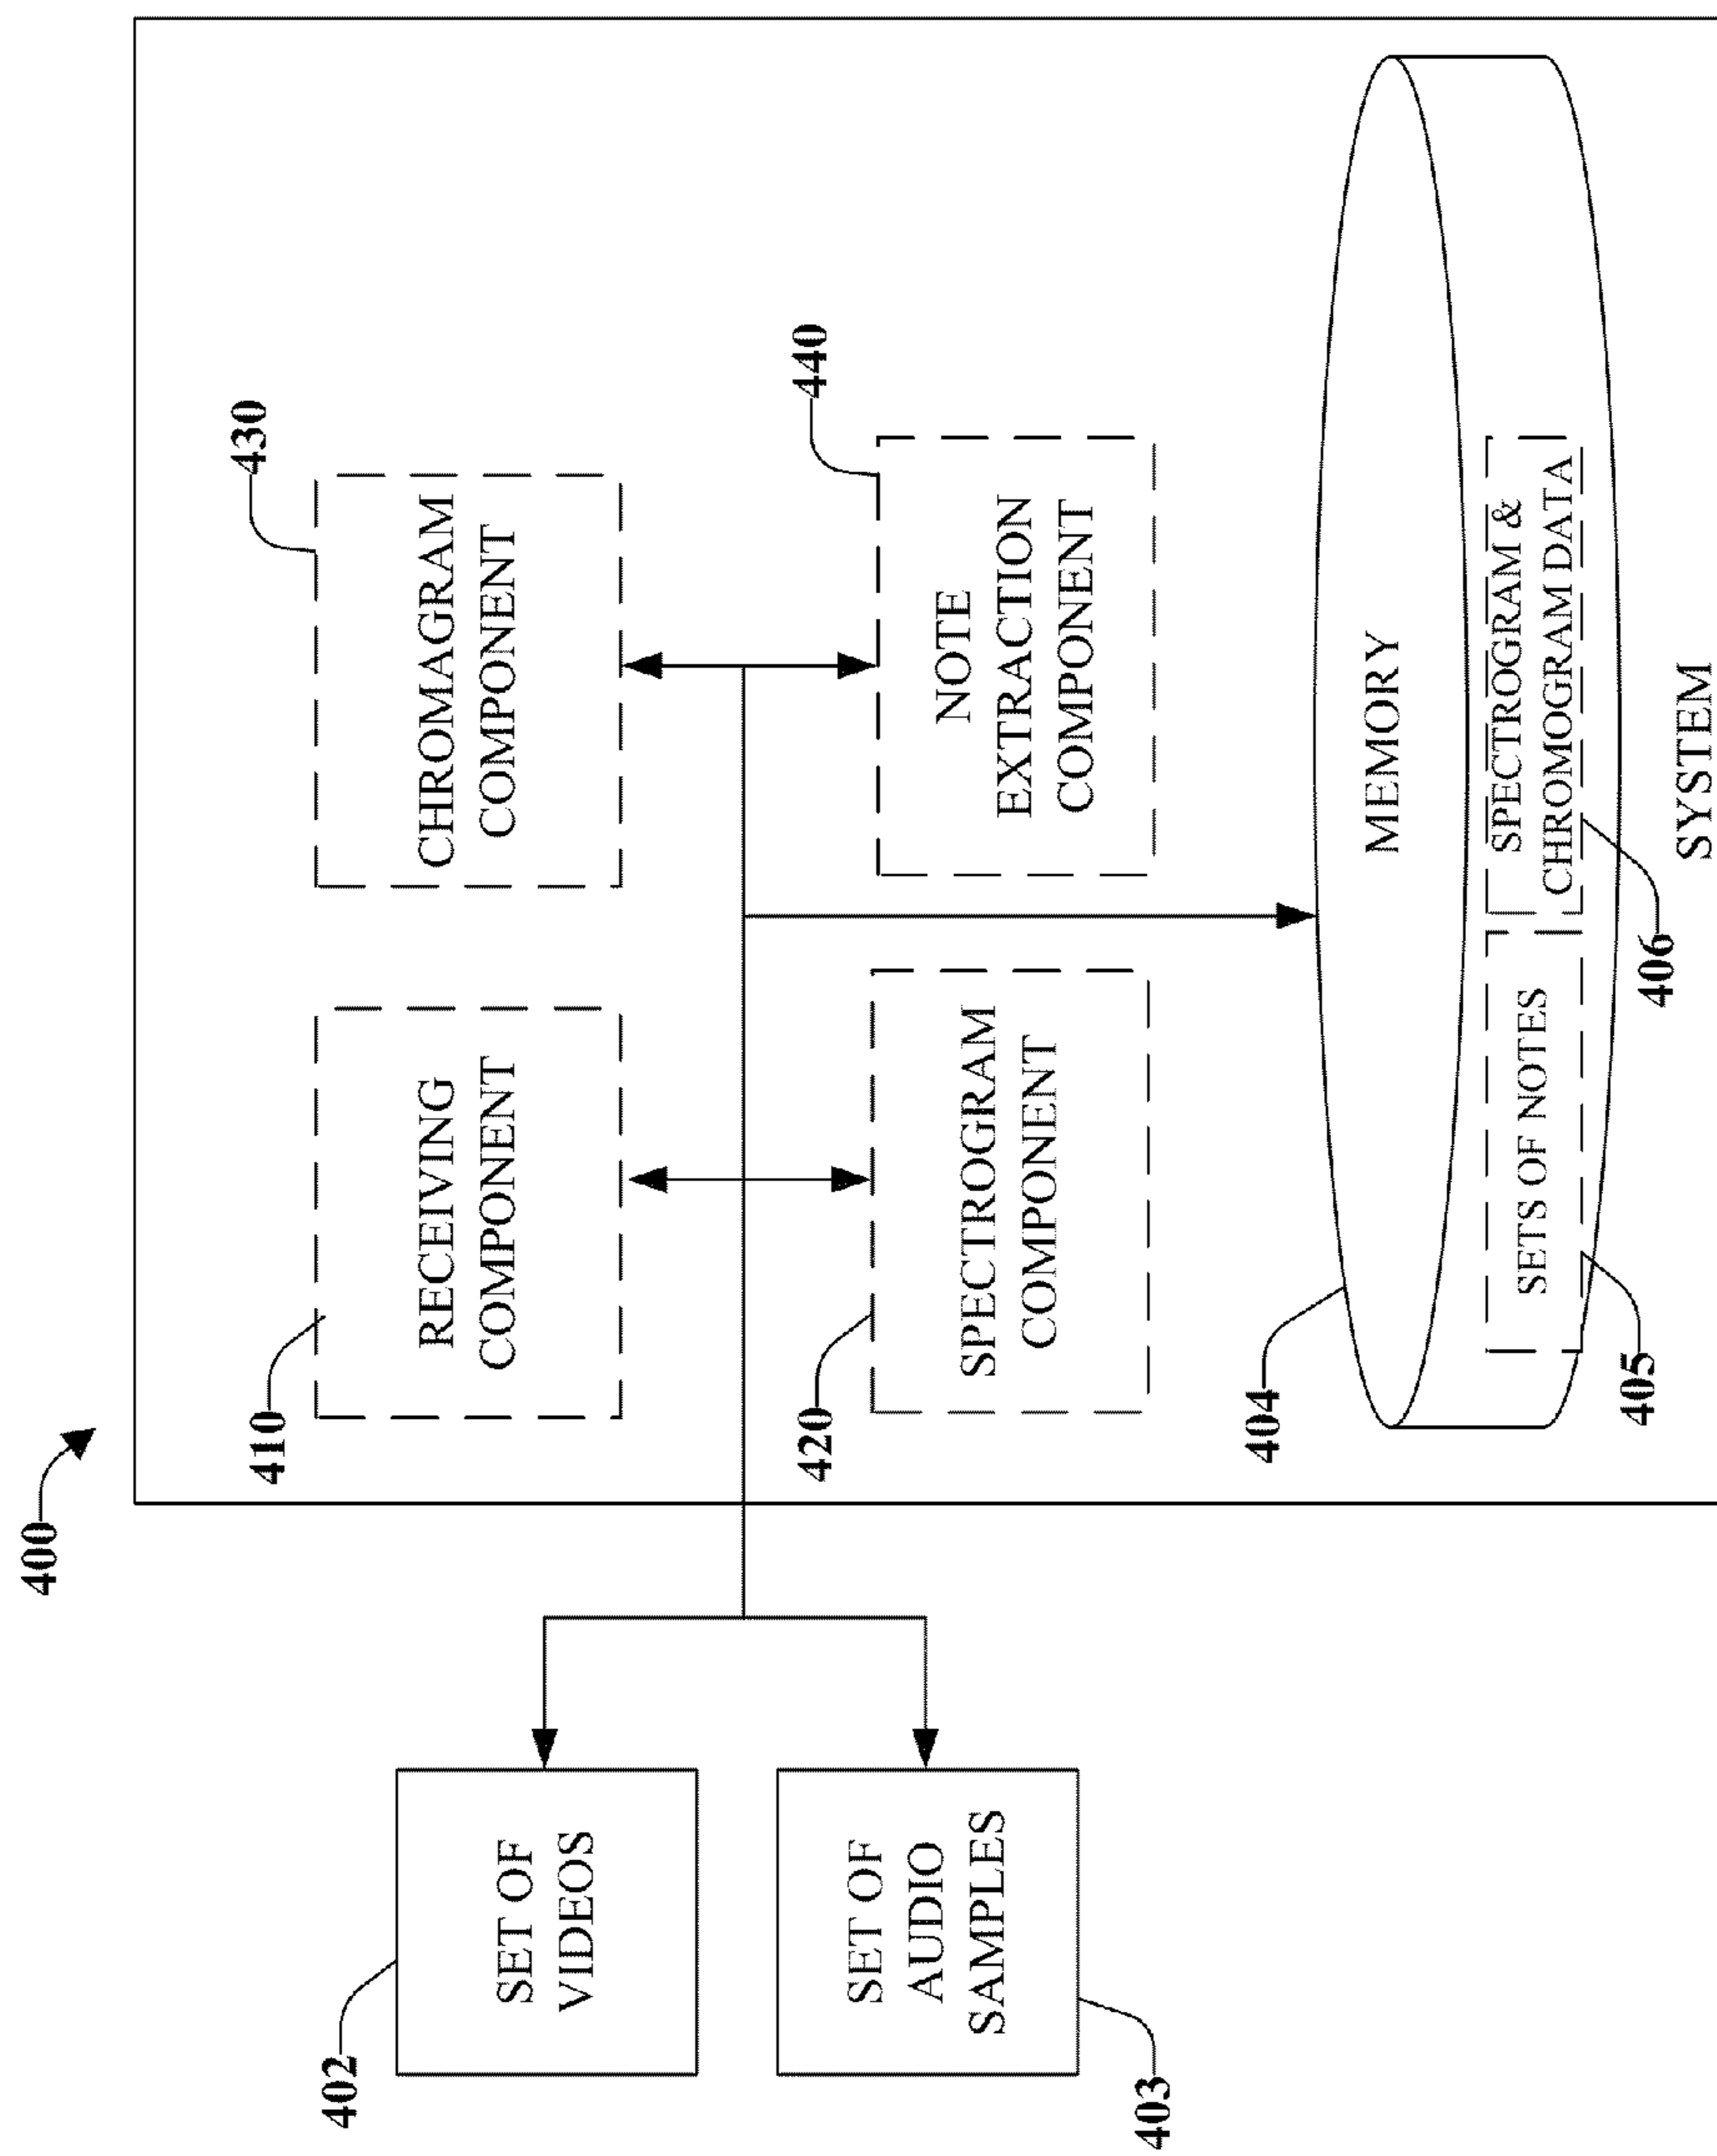 400
402
SET OF
VIDEOS
403
SET OF
AUDIO
SAMPLES
410
RECEIVING
COMPONENT
430
CHROMAGRAM
COMPONENT
420
SPECTROGRAM
COMPONENT
440
NOTE
EXTRACTION
COMPONENT
404
MEMORY
405
SETS OF NOTES
406
SPECTROGRAM &
CHROMOGRAM DATA
SYSTEM